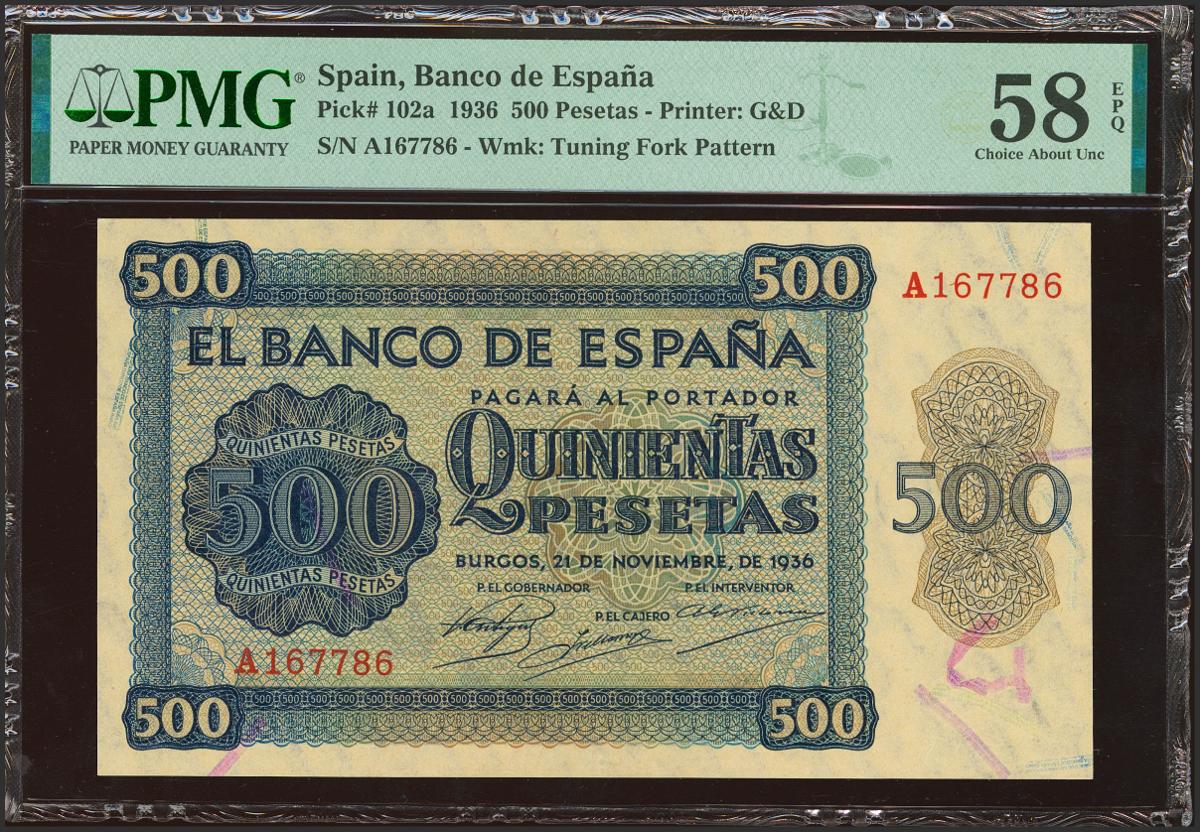 PMG®
PAPER MONEY GUARANTY
Spain, Banco de España
Pick# 102a 1936 500 Pesetas - Printer: G&D
S/N A167786 - Wmk: Tuning Fork Pattern
58
EPQ
Choice About Unc
500
500
A167786
EL BANCO DE ESPAÑA
PAGARÁ AL PORTADOR
QUINIENTAS
PESETAS
QUINIENTAS PESETAS
500
QUINIENTAS PESETAS
500
BURGOS, 21 DE NOVIEMBRE, DE 1936
P. EL GOBERNADOR
P. EL INTERVENTOR
P. EL CAJERO
A167786
500
500